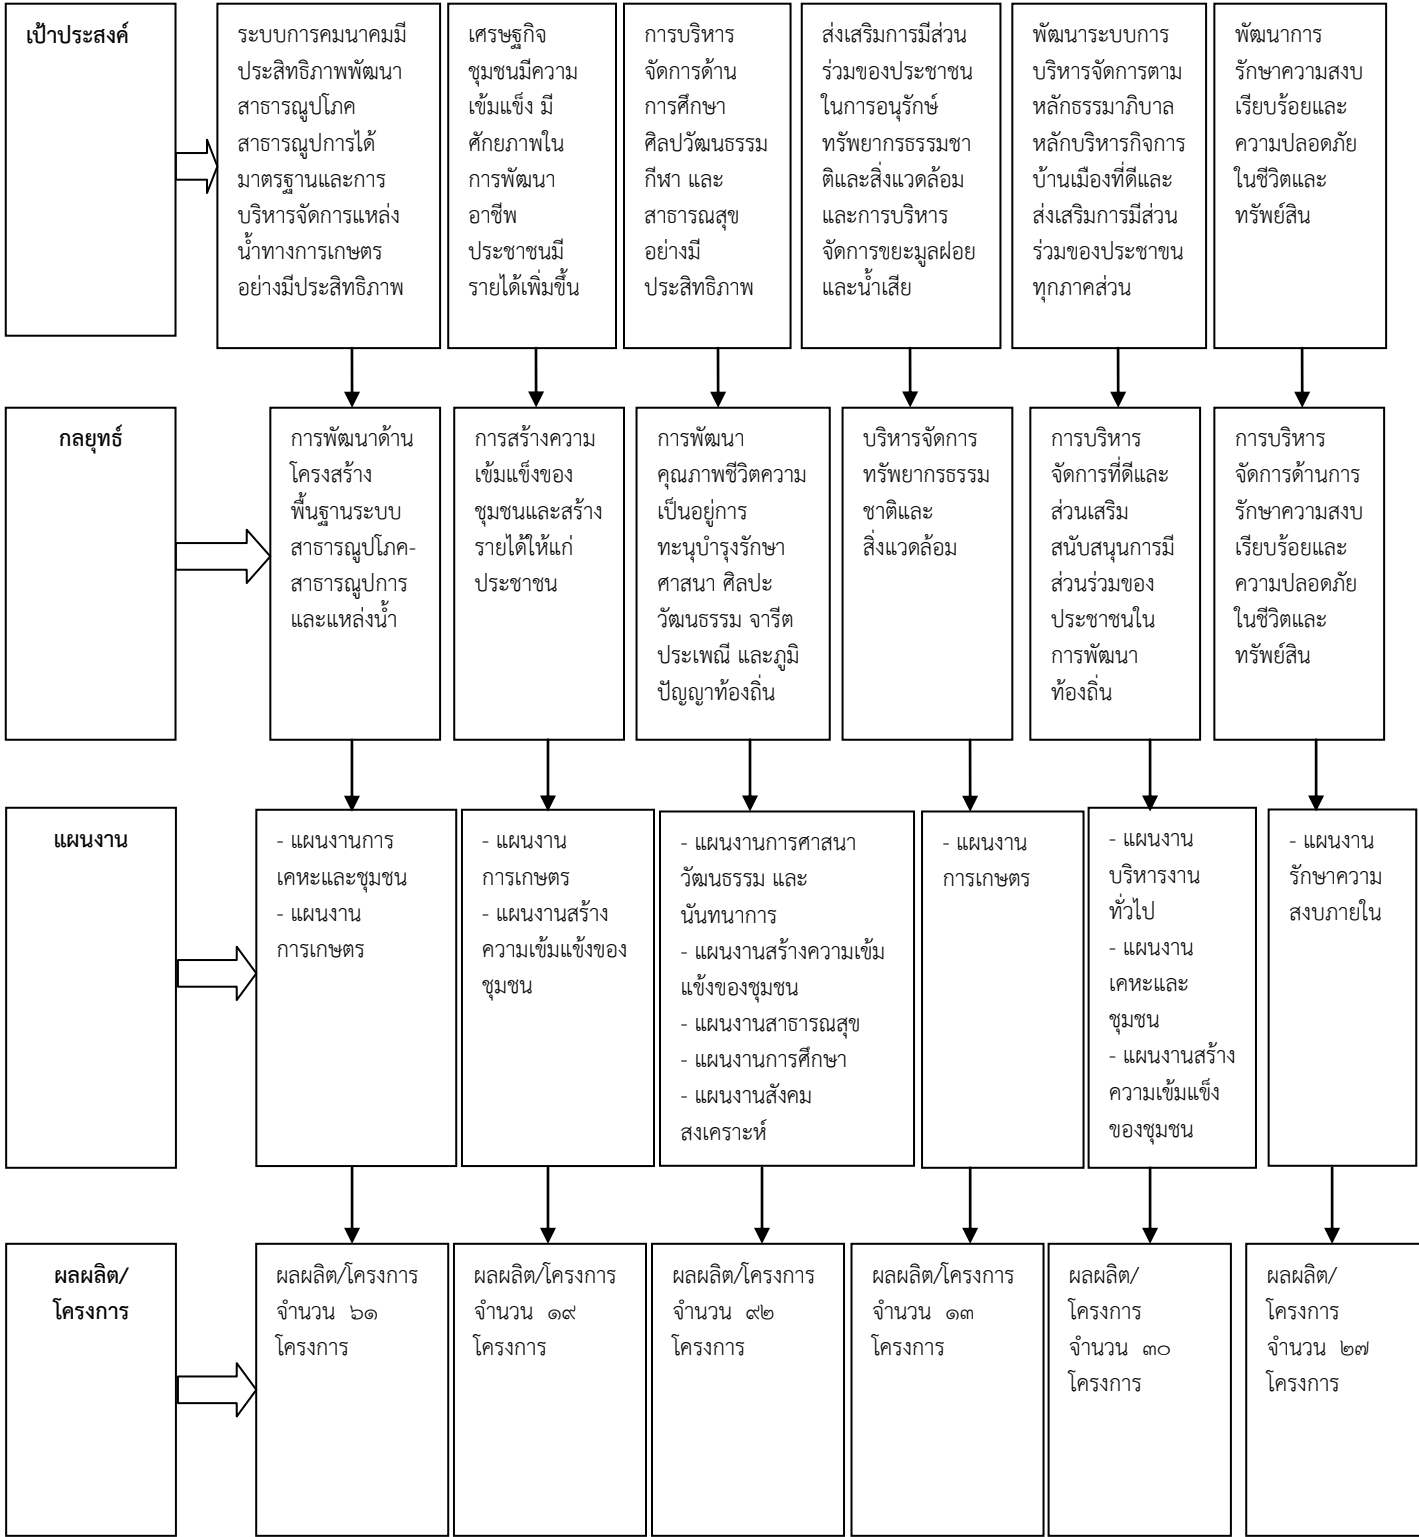 เป้าประสงค์
ระบบการคมนาคมมี
ประสิทธิภาพพัฒนา
สาธารณูปโภค
สาธารณูปการได้
มาตรฐานและการ
บริหารจัดการแหล่ง
น้ำทางการเกษตร
อย่างมีประสิทธิภาพ
เศรษฐกิจ
ชุมชนมีความ
เข้มแข็ง มี
ศักยภาพใน
การพัฒนา
อาชีพ
ประชาชนมี
รายได้เพิ่มขึ้น
การบริหาร
จัดการด้าน
การศึกษา
ศิลปวัฒนธรรม
กีฬา และ
สาธารณสุข
อย่างมี
ประสิทธิภาพ
ส่งเสริมการมีส่วน
ร่วมของประชาชน
ในการอนุรักษ์
ทรัพยากรธรรมชา
ติและสิ่งแวดล้อม
และการบริหาร
จัดการขยะมูลฝอย
และน้ำเสีย
พัฒนาระบบการ
บริหารจัดการตาม
หลักธรรมาภิบาล
หลักบริหารกิจการ
บ้านเมืองที่ดีและ
ส่งเสริมการมีส่วน
ร่วมของประชาขน
ทุกภาคส่วน
พัฒนาการ
รักษาความสงบ
เรียบร้อยและ
ความปลอดภัย
ในชีวิตและ
ทรัพย์สิน
กลยุทธ์
การพัฒนาด้าน
โครงสร้าง
พื้นฐานระบบ
สาธารณูปโภค-
สาธารณูปการ
และแหล่งน้ำ
การสร้างความ
เข้มแข็งของ
ชุมชนและสร้าง
รายได้ให้แก่
ประชาชน
การพัฒนา
คุณภาพชีวิตความ
เป็นอยู่การ
ทะนุบำรุงรักษา
ศาสนา ศิลปะ
วัฒนธรรม จารีต
ประเพณี และภูมิ
ปัญญาท้องถิ่น
บริหารจัดการ
ทรัพยากรธรรม
ชาติและ
สิ่งแวดล้อม
การบริหาร
จัดการที่ดีและ
ส่วนเสริม
สนับสนุนการมี
ส่วนร่วมของ
ประชาชนใน
การพัฒนา
ท้องถิ่น
การบริหาร
จัดการด้านการ
รักษาความสงบ
เรียบร้อยและ
ความปลอดภัย
ในชีวิตและ
ทรัพย์สิน
แผนงาน
- แผนงานการ
เคหะและชุมชน
- แผนงาน
การเกษตร
- แผนงาน
การเกษตร
- แผนงานสร้าง
ความเข้มแข้งของ
ชุมชน
- แผนงานการศาสนา
วัฒนธรรม และ
นันทนาการ
- แผนงานสร้างความเข้ม
แข้งของชุมชน
- แผนงานสาธารณสุข
- แผนงานการศึกษา
- แผนงานสังคม
สงเคราะห์
- แผนงาน
การเกษตร
- แผนงาน
บริหารงาน
ทั่วไป
- แผนงาน
เคหะและ
ชุมชน
- แผนงานสร้าง
ความเข้มแข็ง
ของชุมชน
- แผนงาน
รักษาความ
สงบภายใน
ผลผลิต/
โครงการ
ผลผลิต/โครงการ
จำนวน ๖๑
โครงการ
ผลผลิต/โครงการ
จำนวน ๑๙
โครงการ
ผลผลิต/โครงการ
จำนวน ๙๒
โครงการ
ผลผลิต/โครงการ
จำนวน ๑๓
โครงการ
ผลผลิต/
โครงการ
จำนวน ๓๐
โครงการ
ผลผลิต/
โครงการ
จำนวน ๒๗
โครงการ